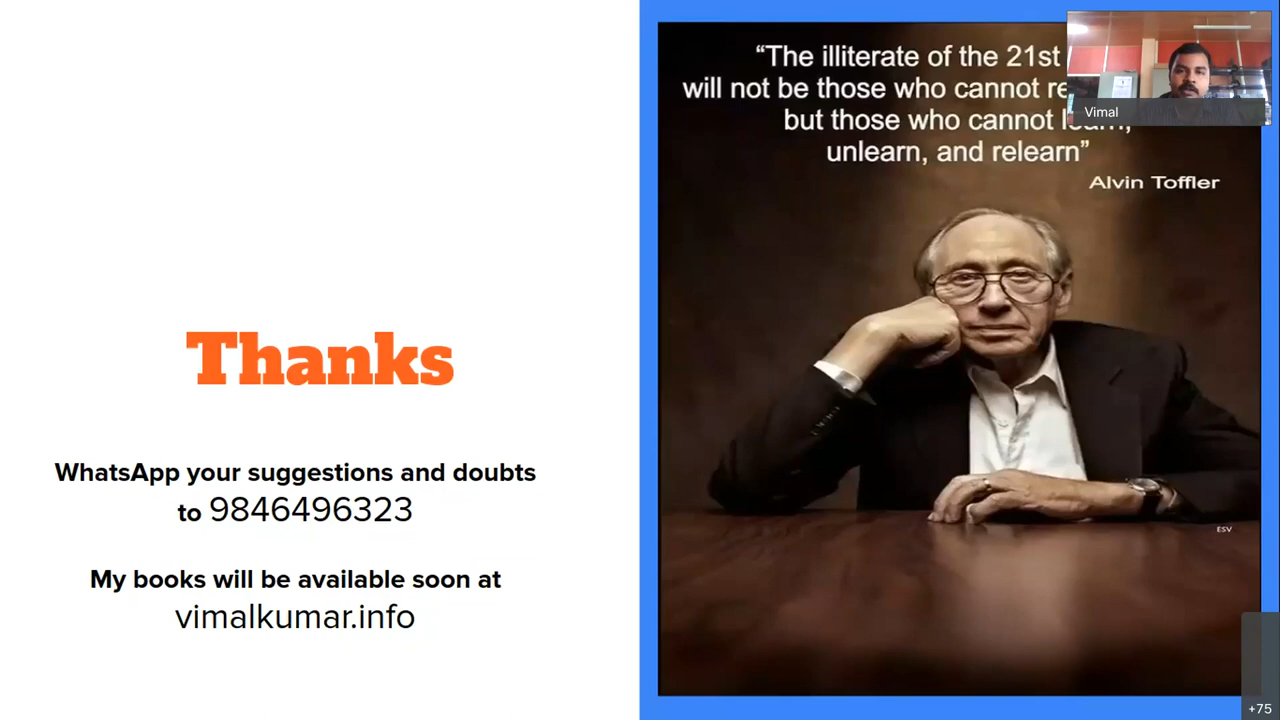 Thanks
WhatsApp your suggestions and doubts
to 9846496323
My books will be available soon at
vimalkumar.info
“The illiterate of the 21st
will not be those who cannot
but those who cannot learn,
unlearn, and relearn”
Alvin Toffler
ESV
Vimal
+75